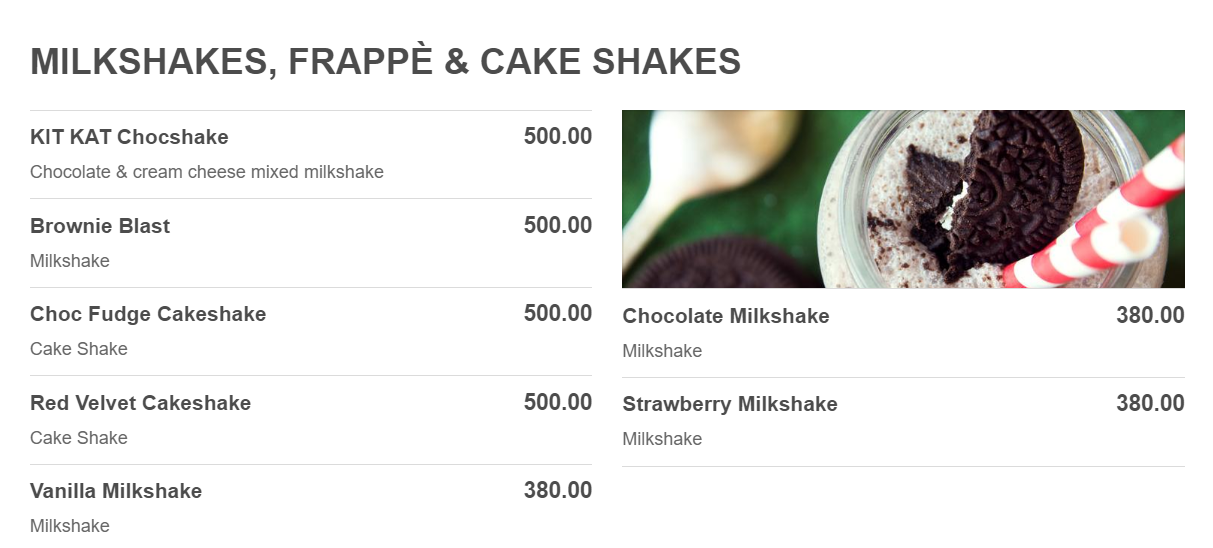 MILKSHAKES, FRAPPÈ & CAKE SHAKES
KIT KAT Chocshake 500.00
Chocolate & cream cheese mixed milkshake
Brownie Blast 500.00
Milkshake
Choc Fudge Cakeshake 500.00
Cake Shake
Red Velvet Cakeshake 500.00
Cake Shake
Vanilla Milkshake 380.00
Milkshake
Chocolate Milkshake 380.00
Milkshake
Strawberry Milkshake 380.00
Milkshake